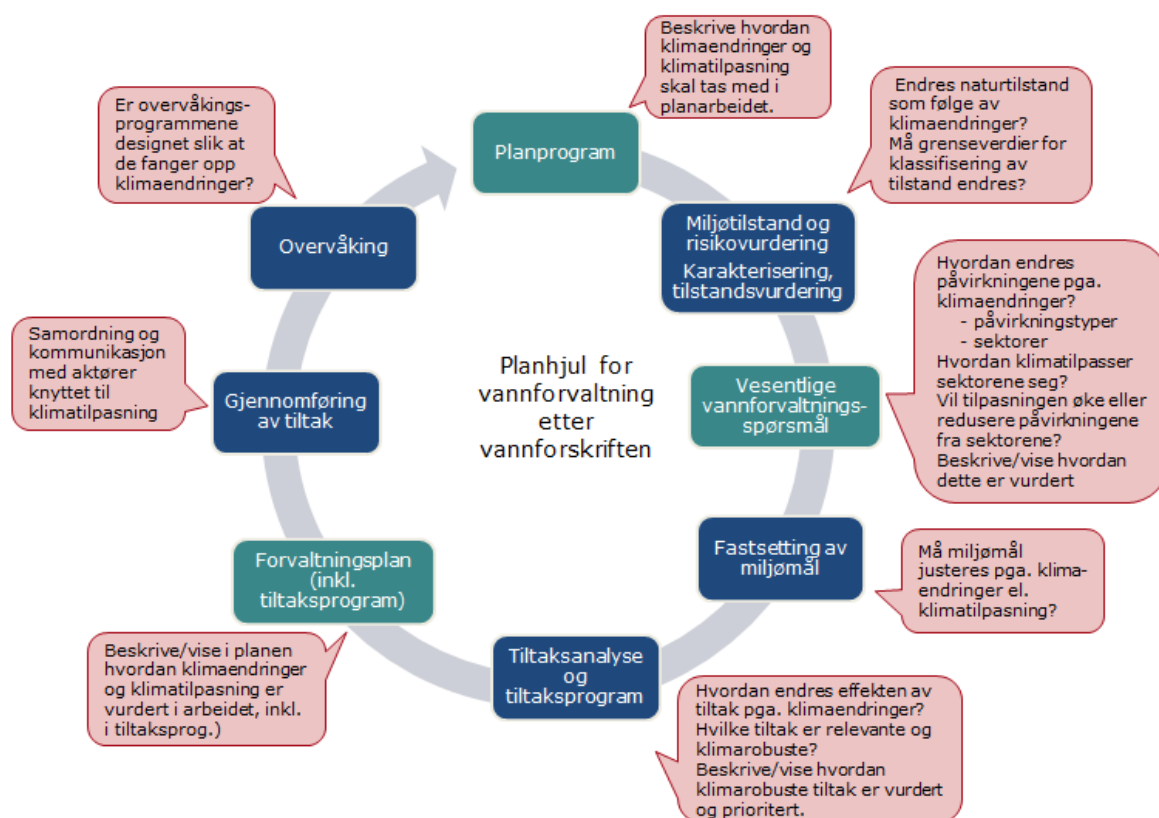 Beskrive hvordan
klimaendringer og
klimatilpasning
skal tas med i
planarbeidet.
Planprogram
Endres naturtilstand
som følge av
klimaendringer?
Må grenseverdier for
klassifisering av
tilstand endres?
Miljøtilstand og
risikovurdering
Karakterisering,
tilstandsvurdering
Hvordan endres
påvirkningene pga.
klimaendringer?
- påvirkningstyper
- sektorer
Hvordan klimatilpasser
sektorene seg?
Vil tilpasningen øke eller
redusere påvirkningene
fra sektorene?
Beskrive/vise hvordan
dette er vurdert
Vesentlige
vannforvaltnings-
spørsmål
Fastsetting av
miljømål
Må miljømål
justeres pga. klima-
endringer el.
klimatilpasning?
Tiltaksanalyse
og
tiltaksprogram
Hvordan endres effekten av
tiltak pga. klimaendringer?
Hvilke tiltak er relevante og
klimarobuste?
Beskrive/vise hvordan
klimarobuste tiltak er vurdert
og prioritert.
Forvaltningsplan
(inkl.
tiltaksprogram)
Beskrive/vise i planen
hvordan klimaendringer
og klimatilpasning er
vurdert i arbeidet, inkl.
i tiltaksprog.)
Gjennomføring
av tiltak
Samordning og
kommunikasjon
med aktører
knyttet til
klimatilpasning
Overvåking
Er overvåkings-
programmene
designet slik at
de fanger opp
klimaendringer?
Planhjul for
vannforvaltning
etter
vannforskriften